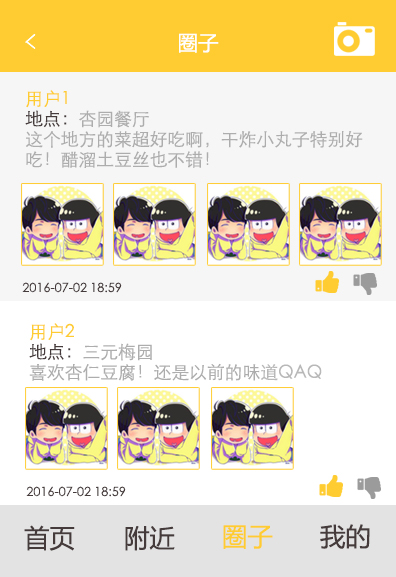 圈子
用户1
地点：杏园餐厅
这个地方的菜超好吃啊，干炸小丸子特别好
吃！醋溜土豆丝也不错！
2016-07-02 18:59
用户2
地点：三元梅园
喜欢杏仁豆腐！还是以前的味道QAQ
2016-07-02 18:59
首页 附近 圈子 我的